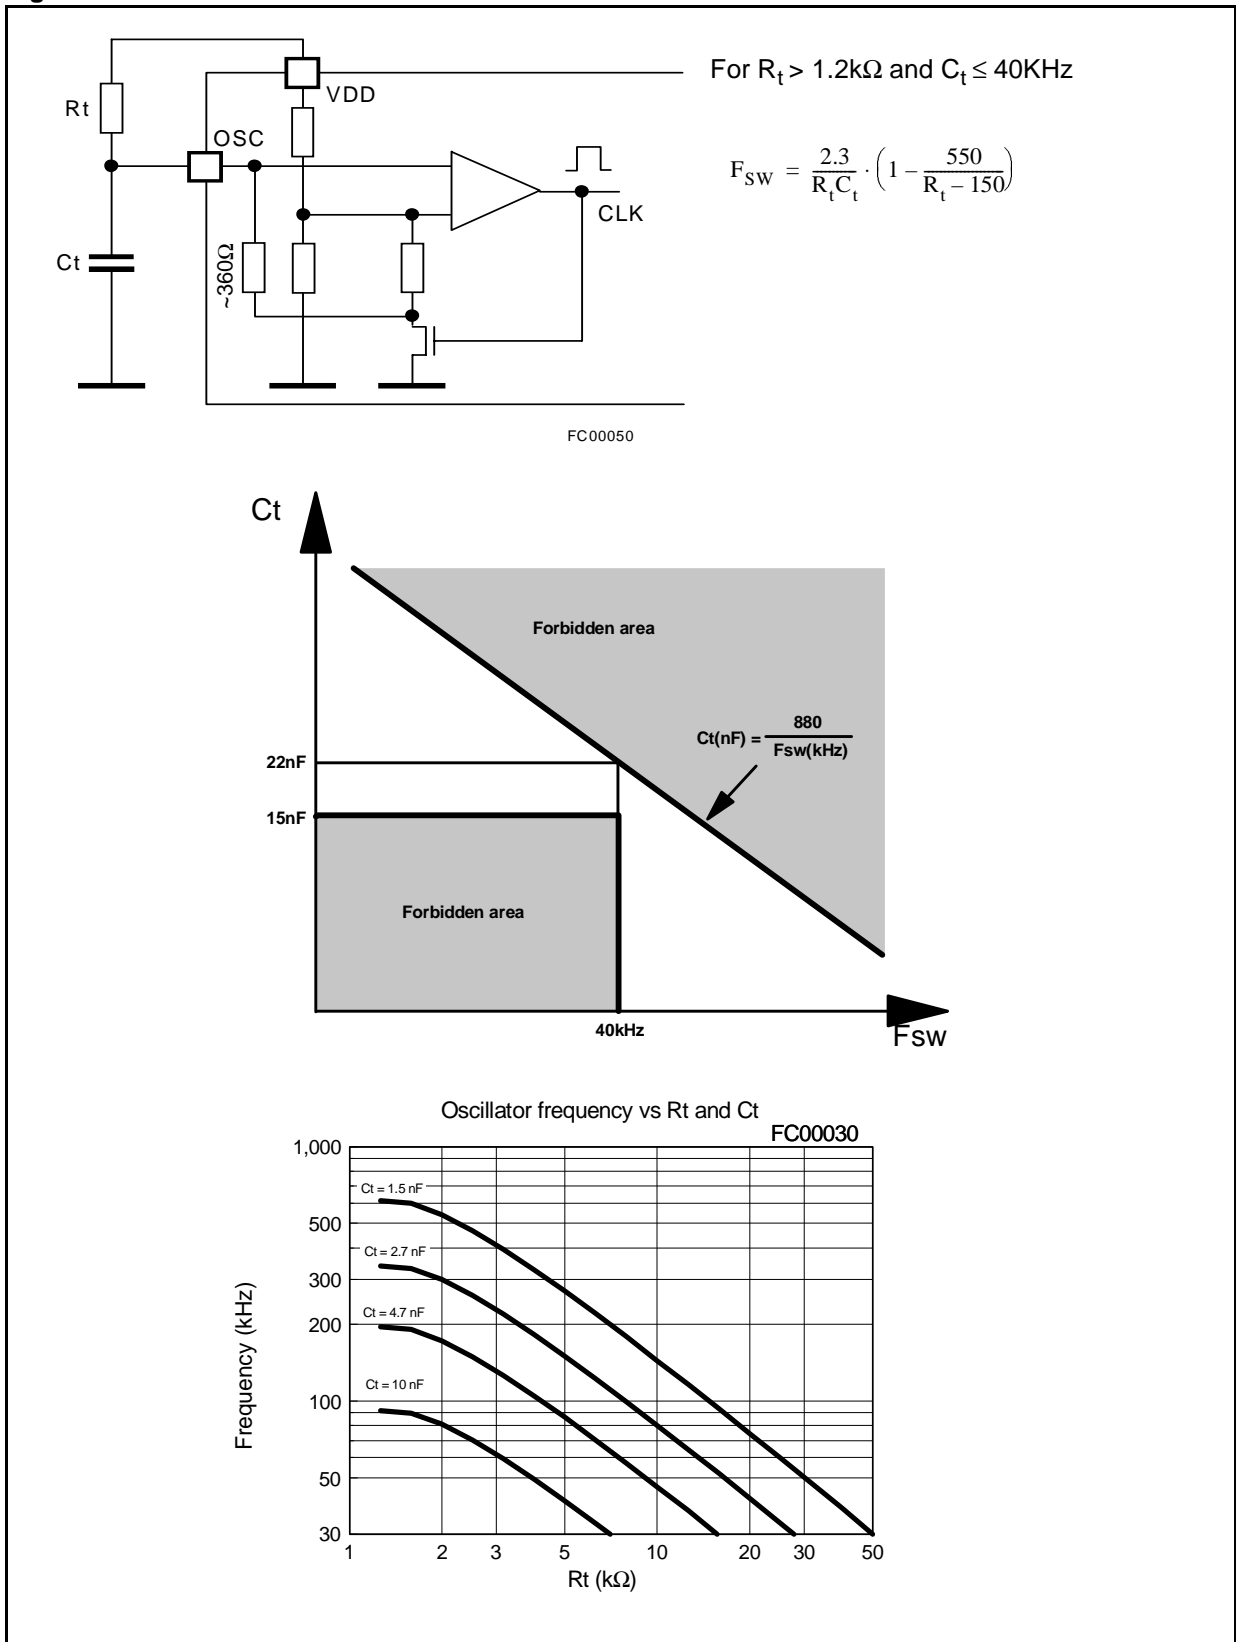 For Rt > 1.2kΩ and Ct ≤ 40KHz
Rt
VDD
OSC
FSW = 2.3 / RtCt · (1 − 550 / Rt − 150)
CLK
Ct
~360Ω
FC00050
Ct
Forbidden area
Ct(nF) = 880 / Fsw(kHz)
22nF
15nF
Forbidden area
40kHz
Fsw
Oscillator frequency vs Rt and Ct
FC00030
1,000
Ct = 1.5 nF
500
Ct = 2.7 nF
300
Ct = 4.7 nF
200
Ct = 10 nF
100
50
30
Frequency (kHz)
1 2 3 5 10 20 30 50
Rt (kΩ)